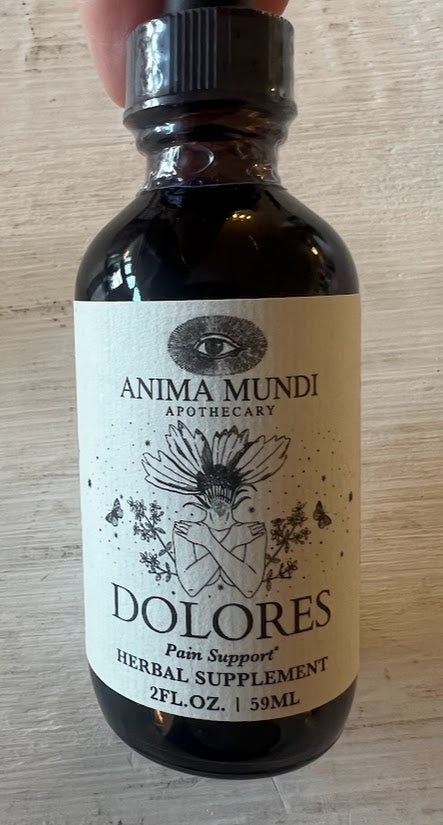 ANIMA MUNDI
APOTHECARY
DOLORES
Pain Support*
HERBAL SUPPLEMENT
2FL.OZ. | 59ML